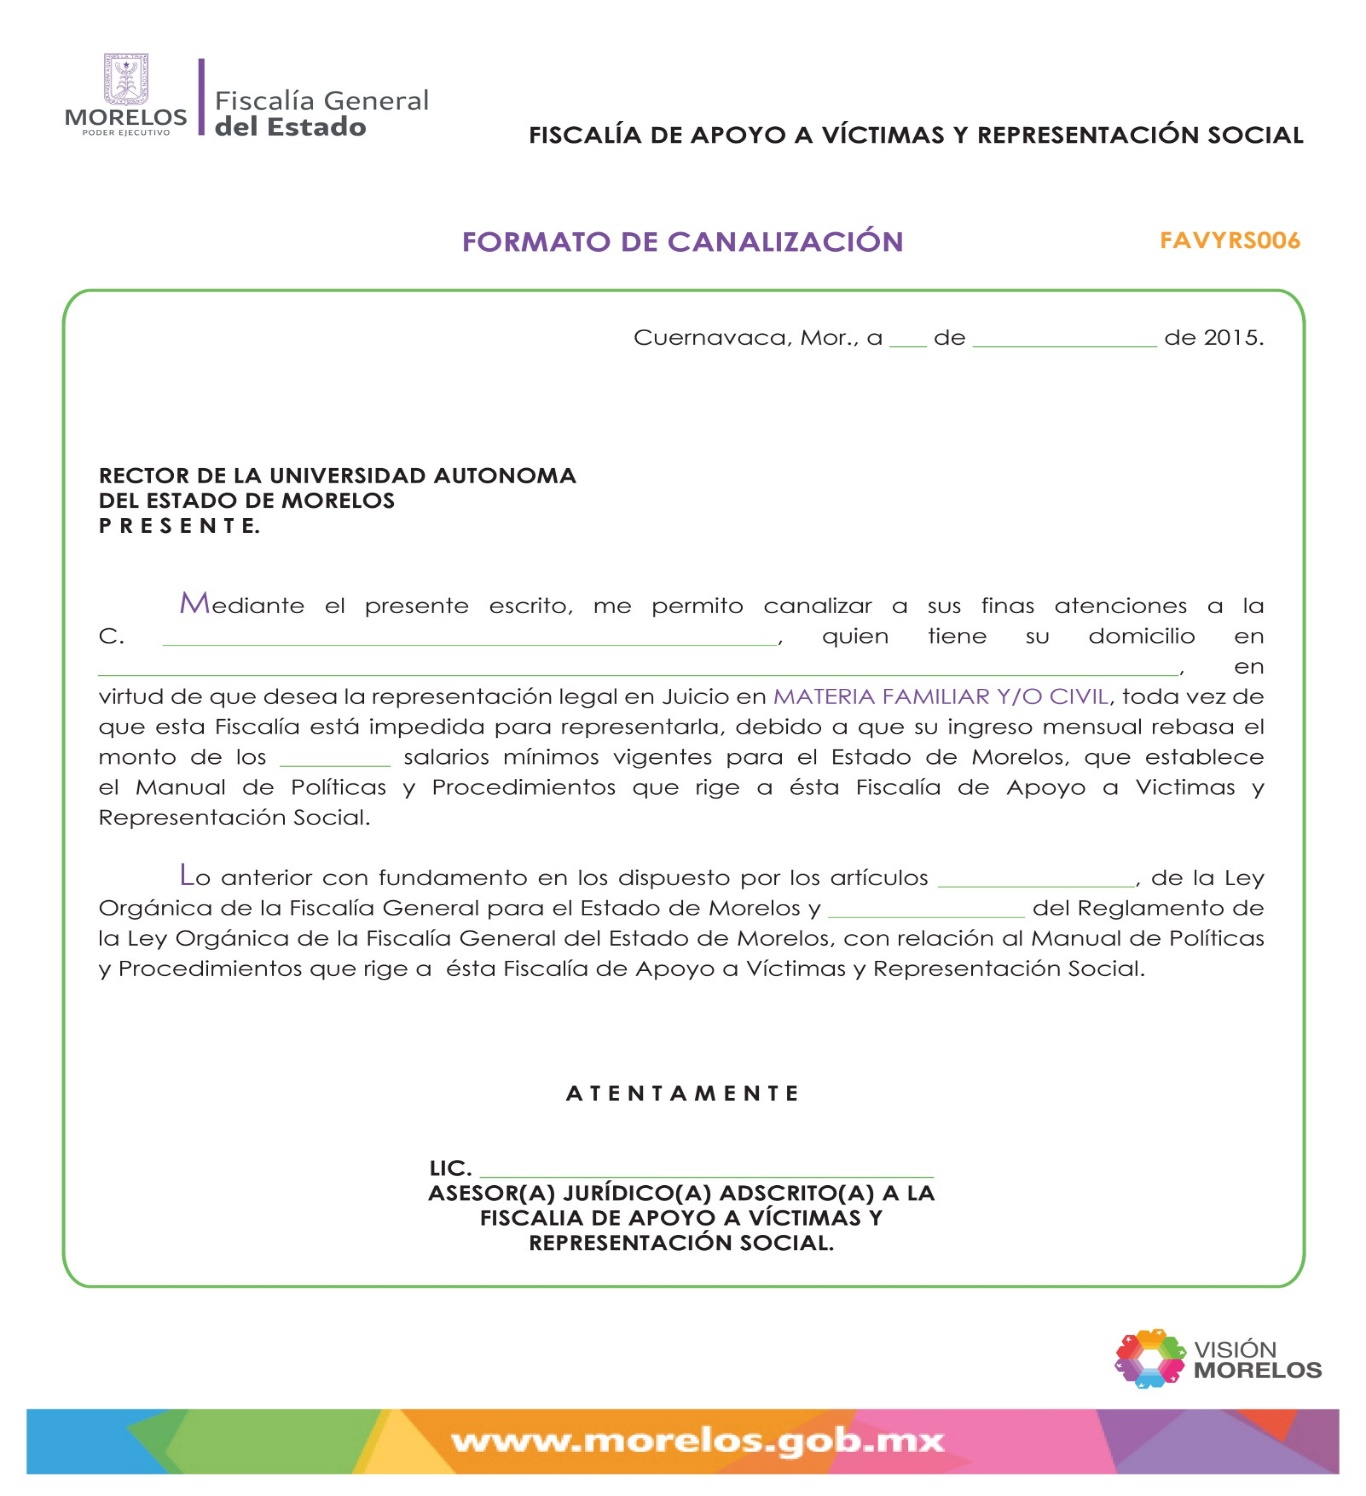 MORELOS
PODER EJECUTIVO
Fiscalía General
del Estado
FISCALÍA DE APOYO A VÍCTIMAS Y REPRESENTACIÓN SOCIAL
FORMATO DE CANALIZACIÓN
FAVYRS006
Cuernavaca, Mor., a ___ de _______________ de 2015.
RECTOR DE LA UNIVERSIDAD AUTONOMA
DEL ESTADO DE MORELOS
P R E S E N T E.
Mediante el presente escrito, me permito canalizar a sus finas atenciones a la
C. __________________________________________________, quien tiene su domicilio en
________________________________________________________________________________________, en
virtud de que desea la representación legal en Juicio en MATERIA FAMILIAR Y/O CIVIL, toda vez de
que esta Fiscalía está impedida para representarla, debido a que su ingreso mensual rebasa el
monto de los _________ salarios mínimos vigentes para el Estado de Morelos, que establece
el Manual de Políticas y Procedimientos que rige a ésta Fiscalía de Apoyo a Victimas y
Representación Social.
Lo anterior con fundamento en los dispuesto por los artículos ________________, de la Ley
Orgánica de la Fiscalía General para el Estado de Morelos y ________________ del Reglamento de
la Ley Orgánica de la Fiscalía General del Estado de Morelos, con relación al Manual de Políticas
y Procedimientos que rige a ésta Fiscalía de Apoyo a Víctimas y Representación Social.
A T E N T A M E N T E
LIC. _____________________________________
ASESOR(A) JURÍDICO(A) ADSCRITO(A) A LA
FISCALIA DE APOYO A VÍCTIMAS Y
REPRESENTACIÓN SOCIAL.
VISIÓN
MORELOS
www.morelos.gob.mx